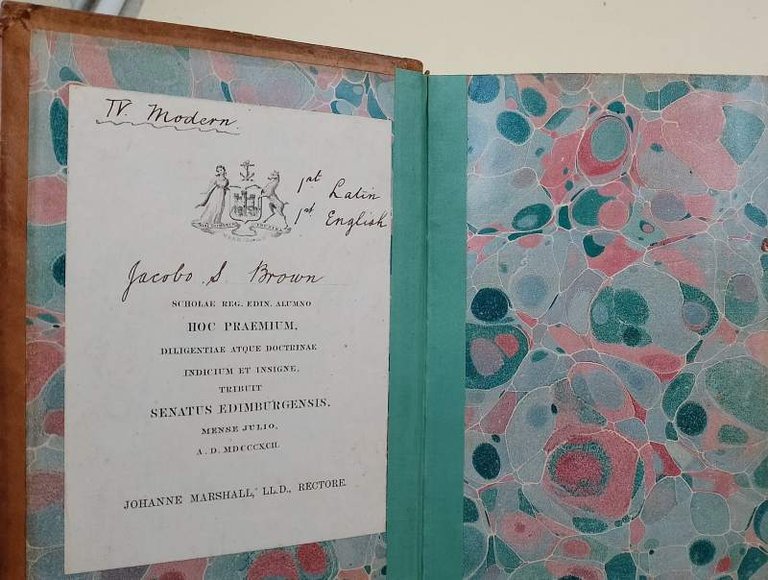 IV. Modern.
1st Latin
1st English
Jacobo S Brown
SCHOLAE REG. EDIN. ALUMNO
HOC PRAEMIUM,
DILIGENTIAE ATQUE DOCTRINAE
INDICIUM ET INSIGNE,
TRIBUIT
SENATUS EDIMBURGENSIS,
MENSE JULIO,
A. D. MDCCCXCII.
JOHANNE MARSHALL, LL.D., RECTORE.